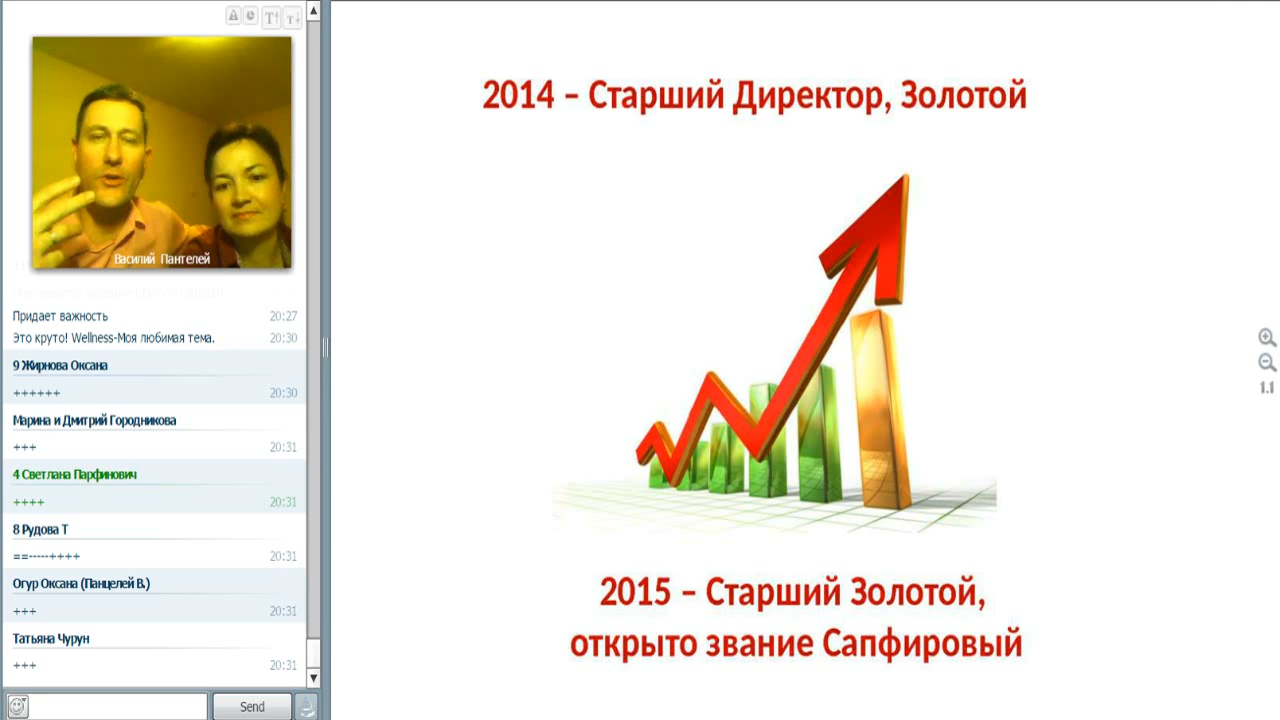 Василий Пантелей
Придает важность 20:27
Это круто! Wellness-Моя любимая тема. 20:30
9 Жирнова Оксана
++++++ 20:30
Марина и Дмитрий Городникова
+++ 20:31
4 Светлана Парфинович
++++ 20:31
8 Рудова Т
==-----++++ 20:31
Огур Оксана (Панцелей В.)
+++ 20:31
Татьяна Чурун
+++ 20:31
Send
2014 – Старший Директор, Золотой
2015 – Старший Золотой,
открыто звание Сапфировый
1.1